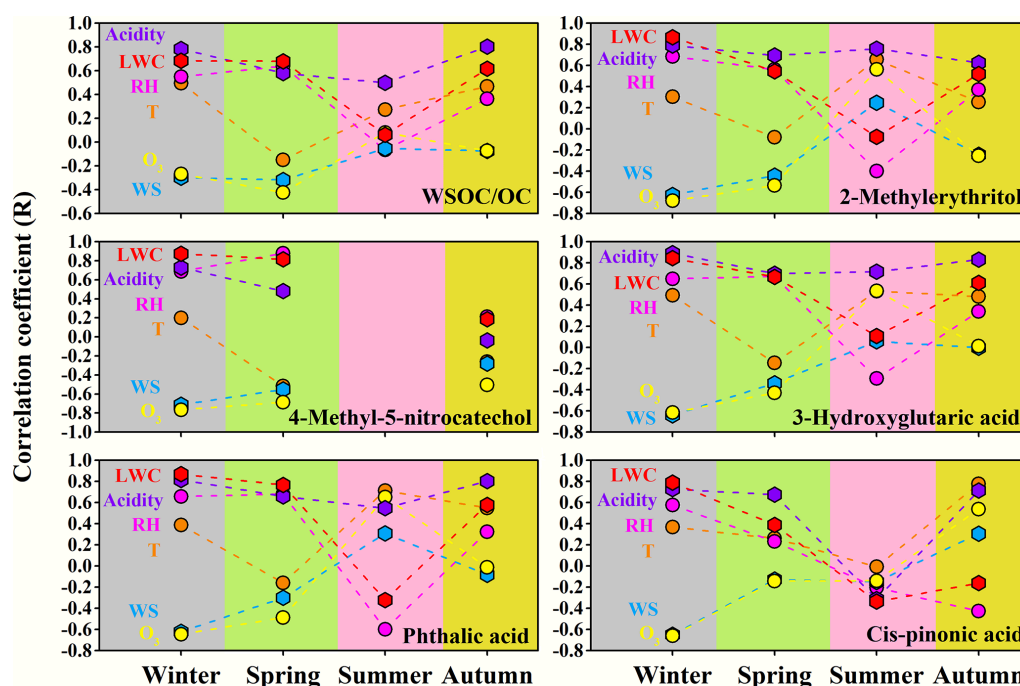 Correlation coefficient (R)
1.0
0.8
0.6
0.4
0.2
0.0
-0.2
-0.4
-0.6
Acidity
LWC
RH
T
O3
WS
WSOC/OC
1.0
0.8
0.6
0.4
0.2
0.0
-0.2
-0.4
-0.6
-0.8
LWC
Acidity
RH
T
WS
O3
2-Methylerythritol
1.0
0.8
0.6
0.4
0.2
0.0
-0.2
-0.4
-0.6
-0.8
-1.0
LWC
Acidity
RH
T
WS
O3
4-Methyl-5-nitrocatechol
1.0
0.8
0.6
0.4
0.2
0.0
-0.2
-0.4
-0.6
-0.8
Acidity
LWC
RH
T
O3
WS
3-Hydroxyglutaric acid
1.0
0.8
0.6
0.4
0.2
0.0
-0.2
-0.4
-0.6
-0.8
LWC
Acidity
RH
T
WS
O3
Phthalic acid
1.0
0.8
0.6
0.4
0.2
0.0
-0.2
-0.4
-0.6
-0.8
LWC
Acidity
RH
T
WS
O3
Cis-pinonic acid
Winter Spring Summer Autumn
Winter Spring Summer Autumn